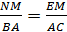 NM/BA = EM/AC